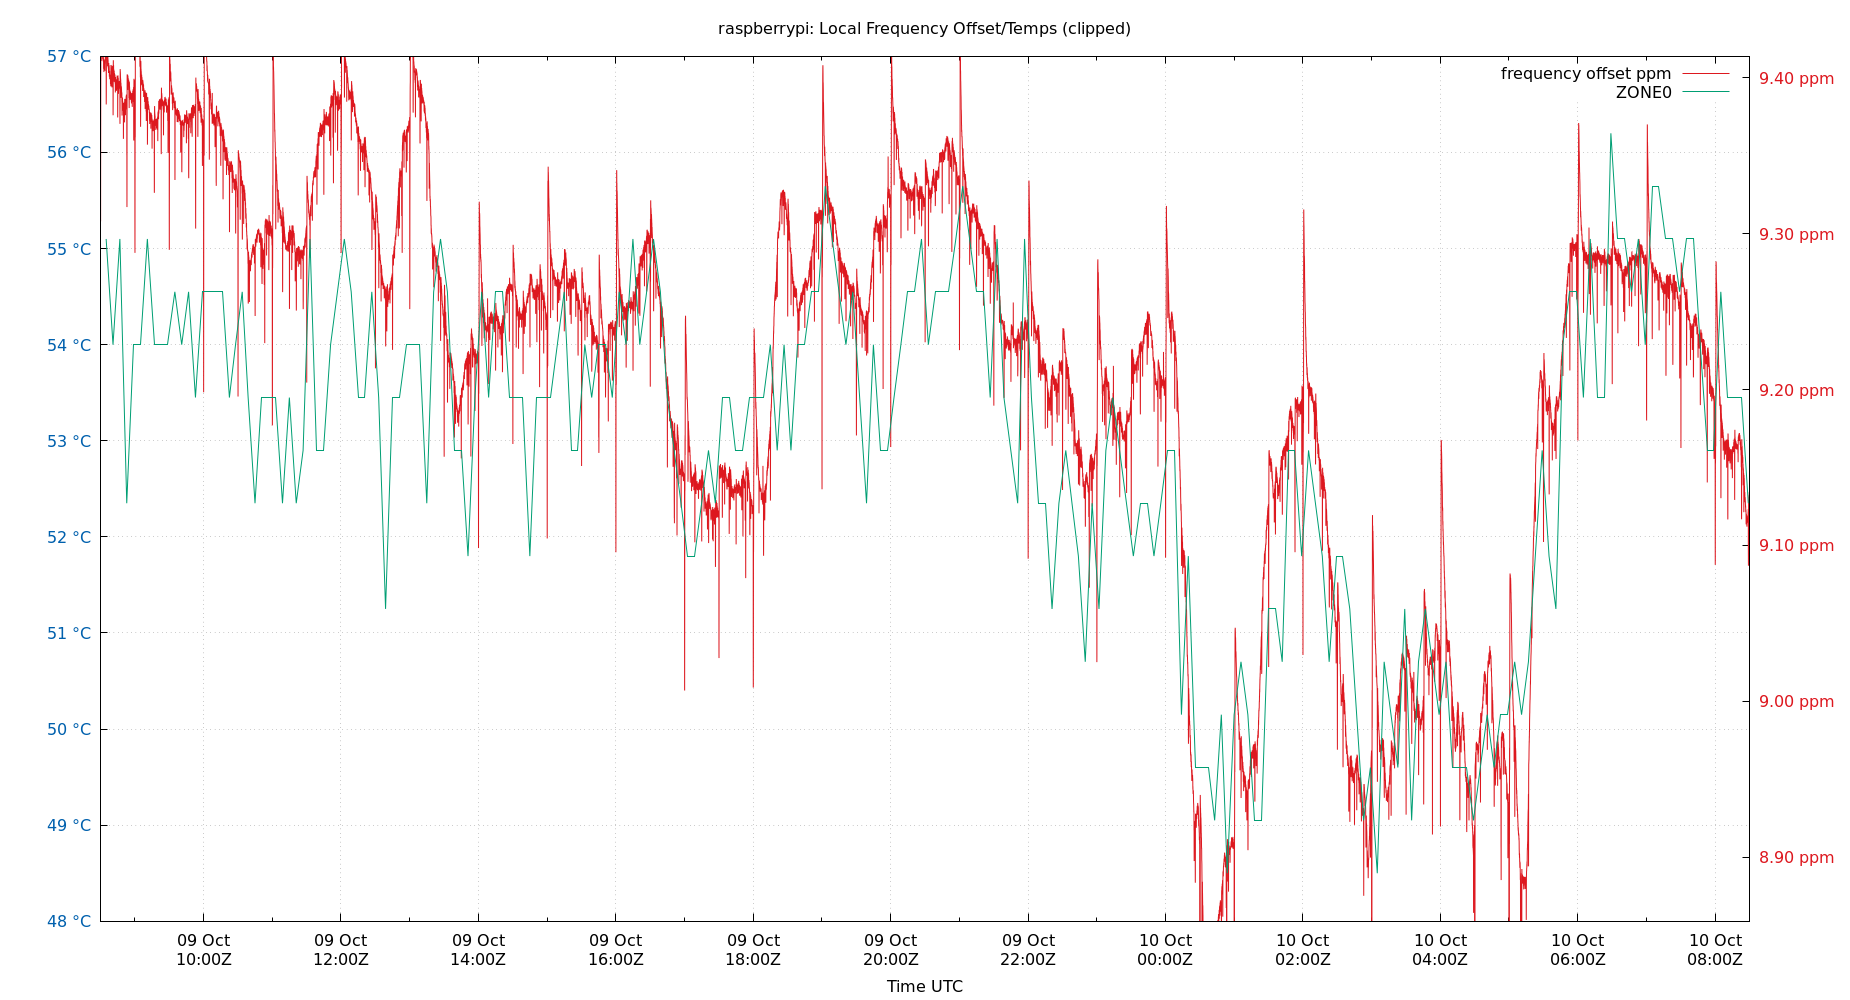 raspberrypi: Local Frequency Offset/Temps (clipped)
57 °C
56 °C
55 °C
54 °C
53 °C
52 °C
51 °C
50 °C
49 °C
48 °C
frequency offset ppm
ZONE0
9.40 ppm
9.30 ppm
9.20 ppm
9.10 ppm
9.00 ppm
8.90 ppm
09 Oct 09 Oct 09 Oct 09 Oct 09 Oct 09 Oct 09 Oct 10 Oct 10 Oct 10 Oct 10 Oct 10 Oct
10:00Z 12:00Z 14:00Z 16:00Z 18:00Z 20:00Z 22:00Z 00:00Z 02:00Z 04:00Z 06:00Z 08:00Z
Time UTC